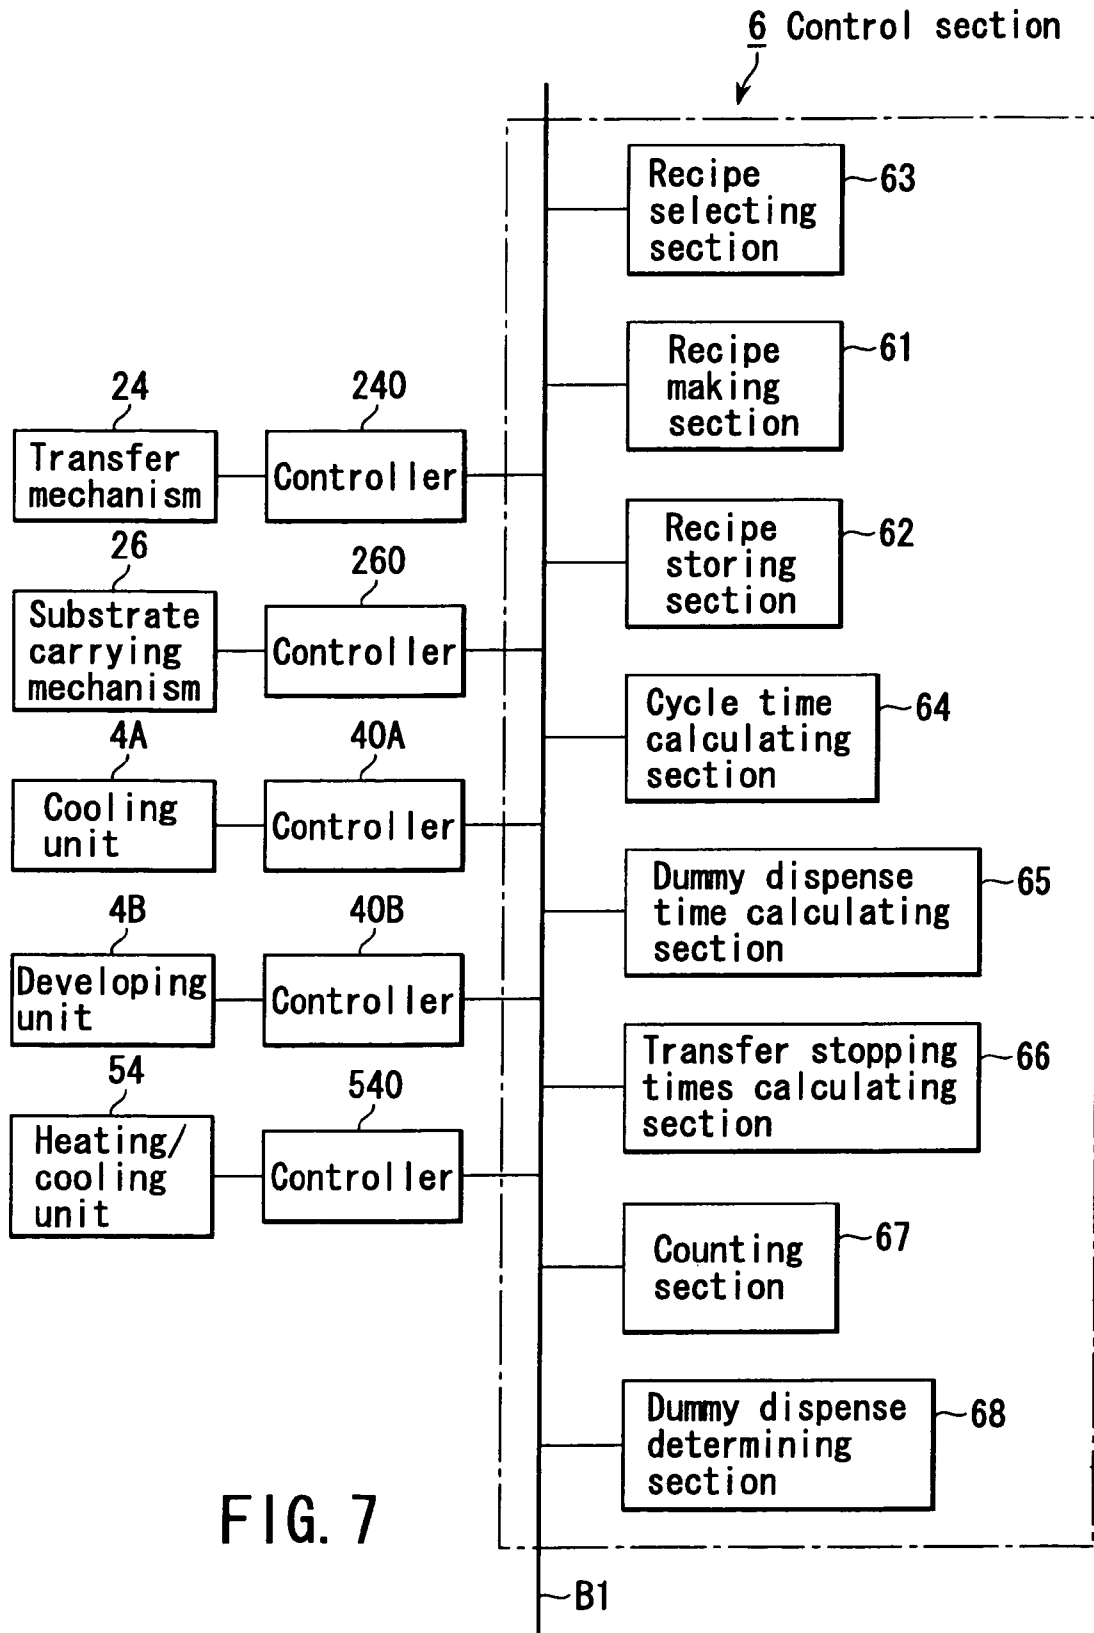 6 Control section
Recipe
selecting
section
63
Recipe
making
section
61
24
240
Transfer
mechanism
Controller
Recipe
storing
section
62
26
260
Substrate
carrying
mechanism
Controller
Cycle time
calculating
section
64
4A
40A
Cooling
unit
Controller
Dummy dispense
time calculating
section
65
4B
40B
Developing
unit
Controller
Transfer stopping
times calculating
section
66
54
540
Heating/
cooling
unit
Controller
Counting
section
67
Dummy dispense
determining
section
68
FIG. 7
B1